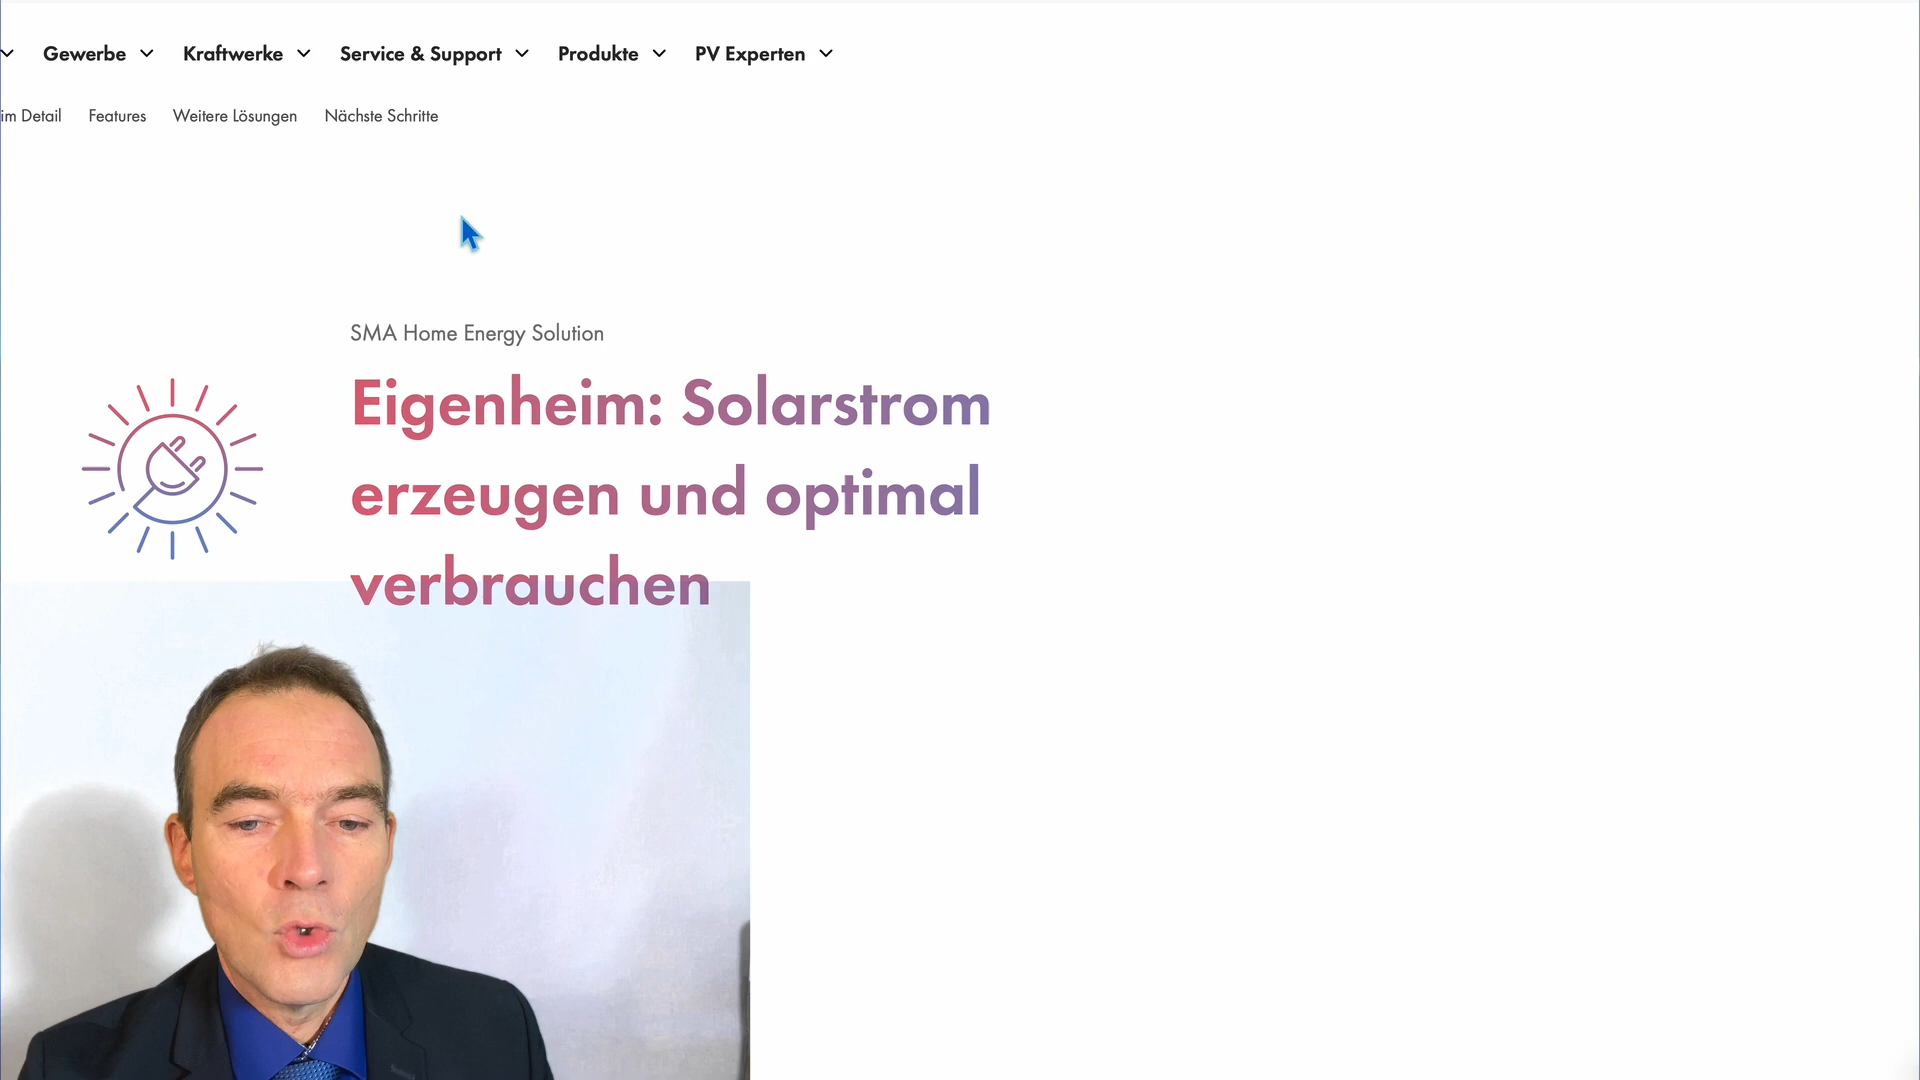 Gewerbe Kraftwerke Service & Support Produkte PV Experten
im Detail Features Weitere Lösungen Nächste Schritte
SMA Home Energy Solution
Eigenheim: Solarstrom
erzeugen und optimal
verbrauchen